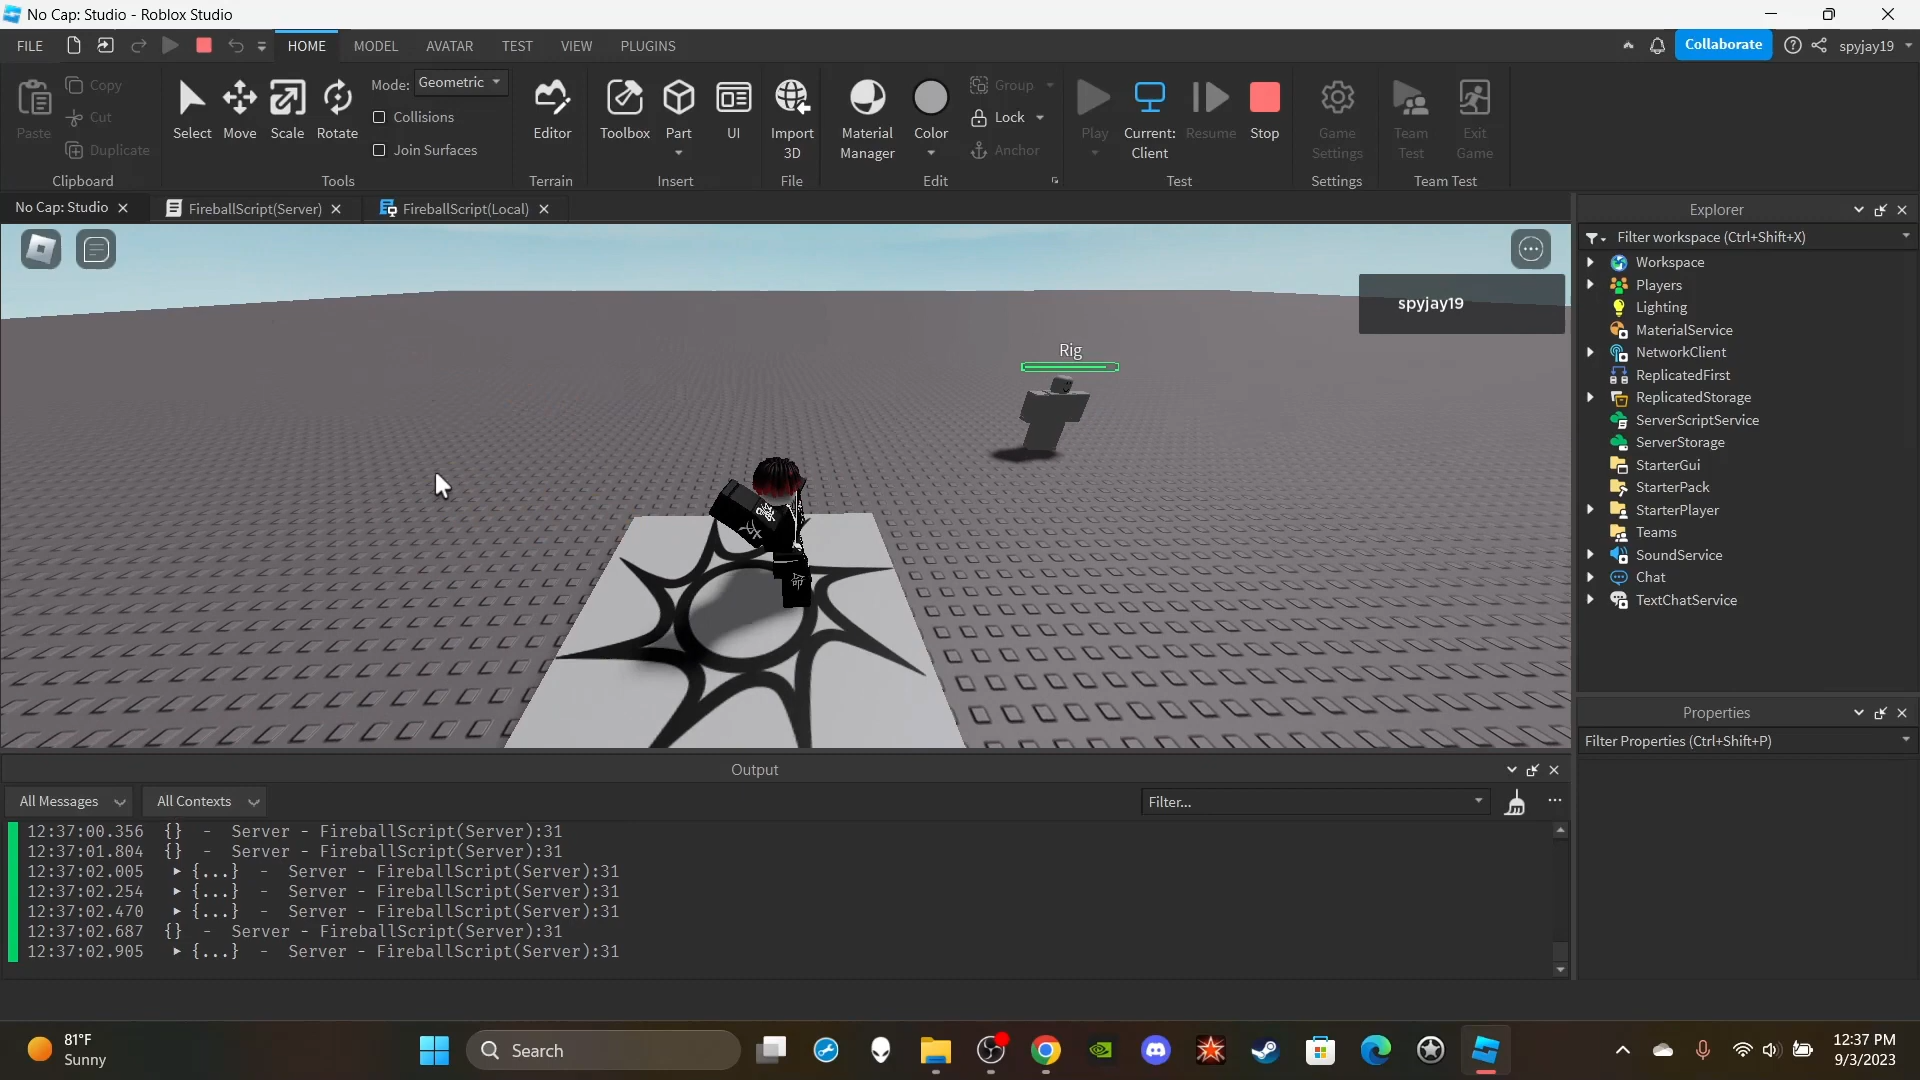 No Cap: Studio - Roblox Studio
FILE HOME MODEL AVATAR TEST VIEW PLUGINS Collaborate spyjay19
Paste Copy Cut Duplicate
Clipboard
Select Move Scale Rotate
Mode: Geometric
Collisions
Join Surfaces
Tools
Editor
Terrain
Toolbox Part UI
Insert
Import 3D
File
Material Manager Color
Group
Lock
Anchor
Edit
Play Current: Client Resume Stop
Test
Game Settings
Settings
Team Test Exit Game
Team Test
No Cap: Studio FireballScript(Server) FireballScript(Local)
spyjay19
Rig
命
Output
All Messages All Contexts Filter...
12:37:00.356 {} - Server - FireballScript(Server):31
12:37:01.804 {} - Server - FireballScript(Server):31
12:37:02.005 ▶ {...} - Server - FireballScript(Server):31
12:37:02.254 ▶ {...} - Server - FireballScript(Server):31
12:37:02.470 ▶ {...} - Server - FireballScript(Server):31
12:37:02.687 {} - Server - FireballScript(Server):31
12:37:02.905 ▶ {...} - Server - FireballScript(Server):31
Explorer
Filter workspace (Ctrl+Shift+X)
Workspace
Players
Lighting
MaterialService
NetworkClient
ReplicatedFirst
ReplicatedStorage
ServerScriptService
ServerStorage
StarterGui
StarterPack
StarterPlayer
Teams
SoundService
Chat
TextChatService
Properties
Filter Properties (Ctrl+Shift+P)
81°F
Sunny
Search
12:37 PM
9/3/2023